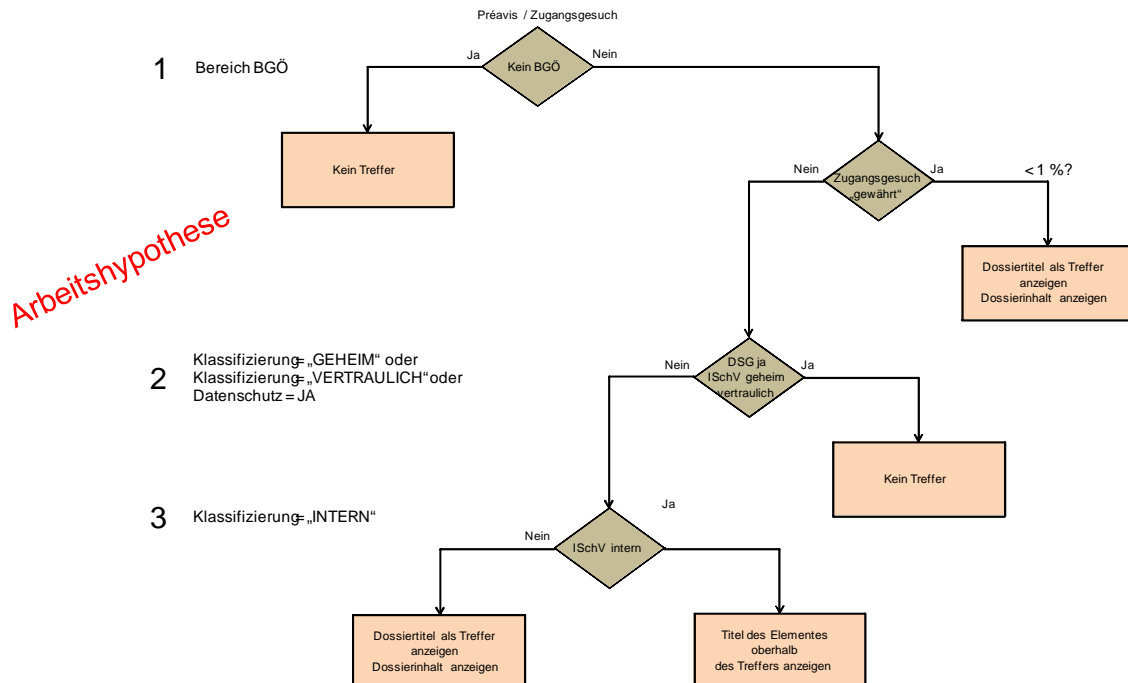 Préavis / Zugangsgesuch
1
Bereich BGÖ
Ja
Kein BGÖ
Nein
Kein Treffer
Nein
Zugangsgesuch
„gewährt“
Ja
< 1 %?
Arbeitshypothese
Dossiertitel als Treffer
anzeigen
Dossierinhalt anzeigen
2
Klassifizierung=„GEHEIM“ oder
Klassifizierung=„VERTRAULICH“oder
Datenschutz = JA
Nein
DSG ja
ISchV geheim
vertraulich
Ja
Kein Treffer
3
Klassifizierung=„INTERN“
Nein
ISchV intern
Ja
Dossiertitel als Treffer
anzeigen
Dossierinhalt anzeigen
Titel des Elementes
oberhalb
des Treffers anzeigen